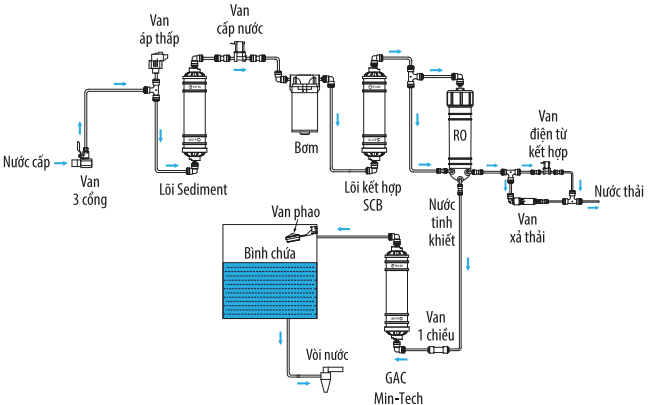 Van
áp thấp
Van
cấp nước
Nước cấp
Van
3 cổng
Lõi Sediment
Bơm
Lõi kết hợp
SCB
RO
Van
điện từ
kết hợp
Nước thải
Van
xả thải
Nước
tinh
khiết
Van phao
Bình chứa
Vòi nước
Van
1 chiều
GAC
Min-Tech